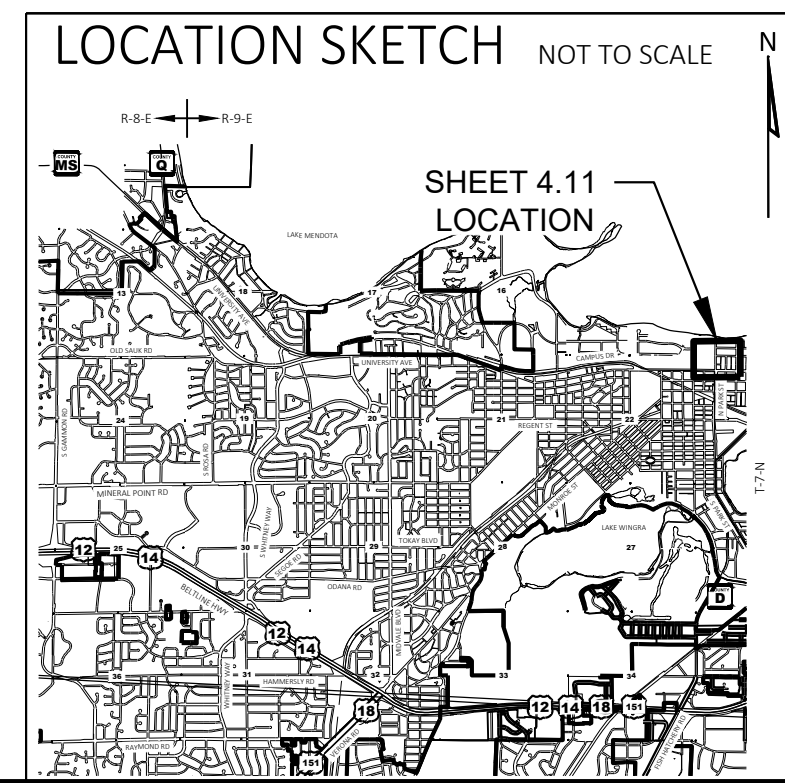 LOCATION SKETCH NOT TO SCALE
N
R-8-E R-9-E
COUNTY MS
COUNTY Q
SHEET 4.11
LOCATION
LAKE MENDOTA
13
18
17
16
UNIVERSITY AVE
OLD SAUK RD
UNIVERSITY AVE
CAMPUS DR
N PARK ST
S GAMMON RD
24
19
20
21
22
REGENT ST
S ROSA RD
MINERAL POINT RD
MONROE ST
S PARK ST
T-7-N
LAKE WINGRA
S WHITNEY WAY
TOKAY BLVD
12
25
14
30
29
28
27
SEGOE RD
ODANA RD
COUNTY D
BELTLINE HWY
MIDVALE BLVD
12
14
36
31
32
33
34
WHITNEY WAY
HAMMERSLY RD
18
12
14
18
151
RAYMOND RD
VERONA RD
151
FISH HATCHERY RD